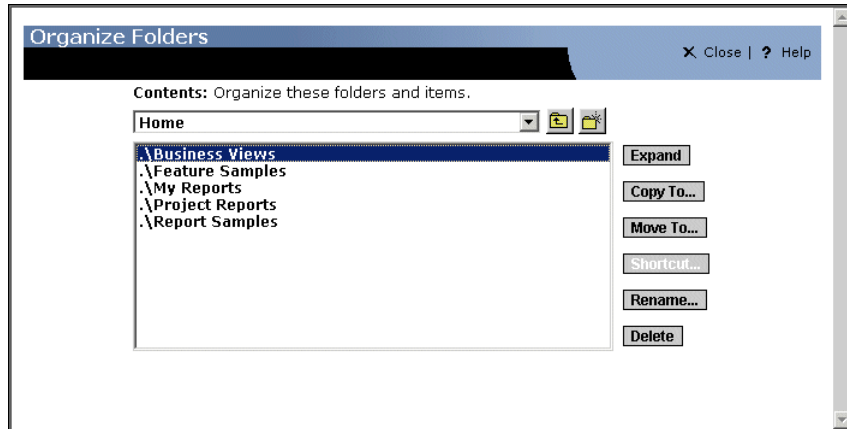 Organize Folders
X Close | ? Help
Contents: Organize these folders and items.
Home
.\Business Views
.\Feature Samples
.\My Reports
.\Project Reports
.\Report Samples
Expand
Copy To...
Move To...
Shortcut...
Rename...
Delete